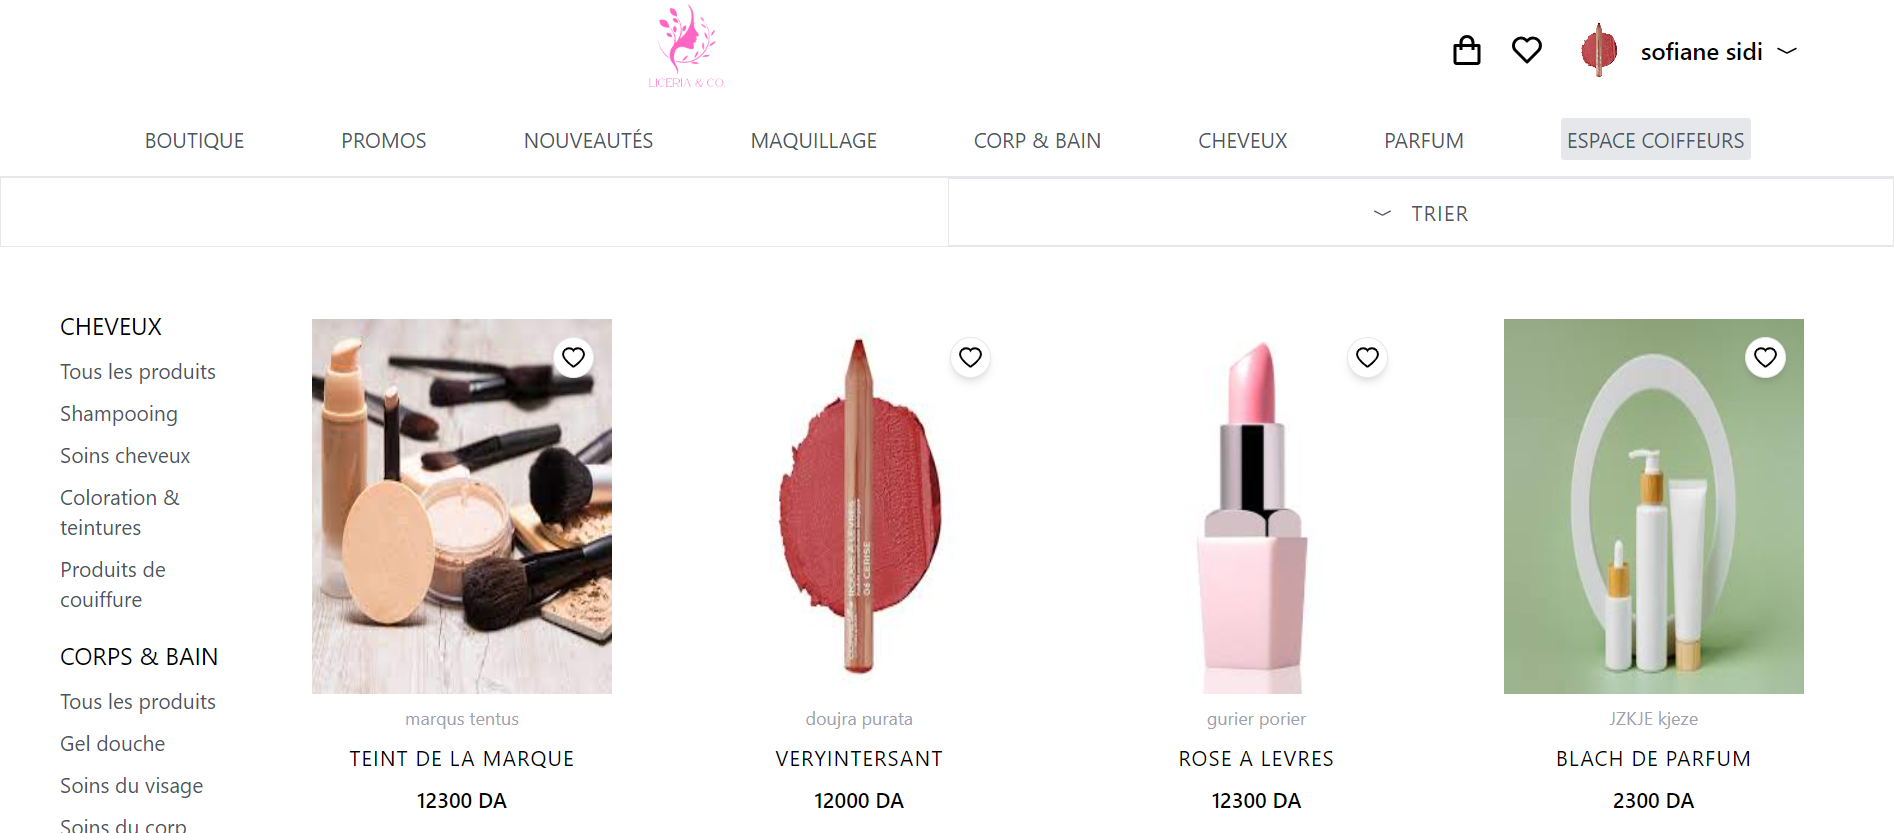 LICERIA & CO.
sofiane sidi
BOUTIQUE PROMOS NOUVEAUTÉS MAQUILLAGE CORP & BAIN CHEVEUX PARFUM ESPACE COIFFEURS
TRIER
CHEVEUX
Tous les produits
Shampooing
Soins cheveux
Coloration &
teintures
Produits de
couiffure
CORPS & BAIN
Tous les produits
Gel douche
Soins du visage
Soins du corp
marqus tentus
TEINT DE LA MARQUE
12300 DA
06 CERISE
doujra purata
VERYINTERSANT
12000 DA
gurier porier
ROSE A LEVRES
12300 DA
JZKJE kjeze
BLACH DE PARFUM
2300 DA